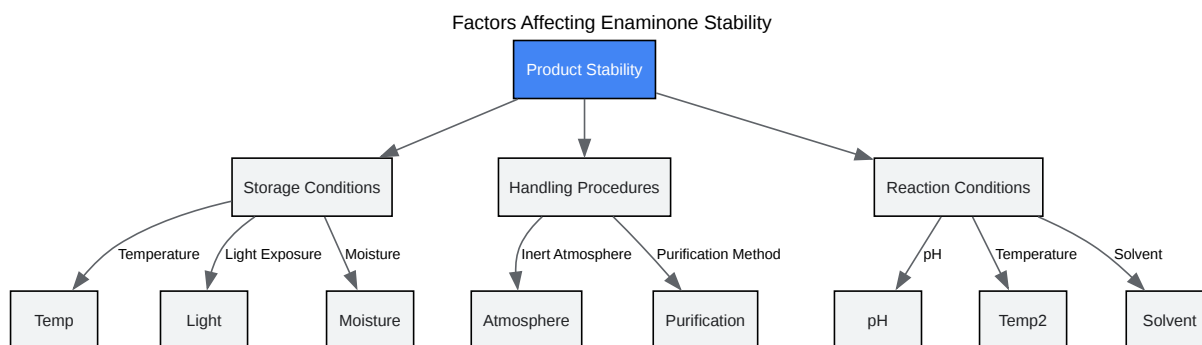 Factors Affecting Enaminone Stability
Product Stability
Storage Conditions
Handling Procedures
Reaction Conditions
Temperature
Light Exposure
Moisture
Inert Atmosphere
Purification Method
pH
Temperature
Solvent
Temp
Light
Moisture
Atmosphere
Purification
pH
Temp2
Solvent